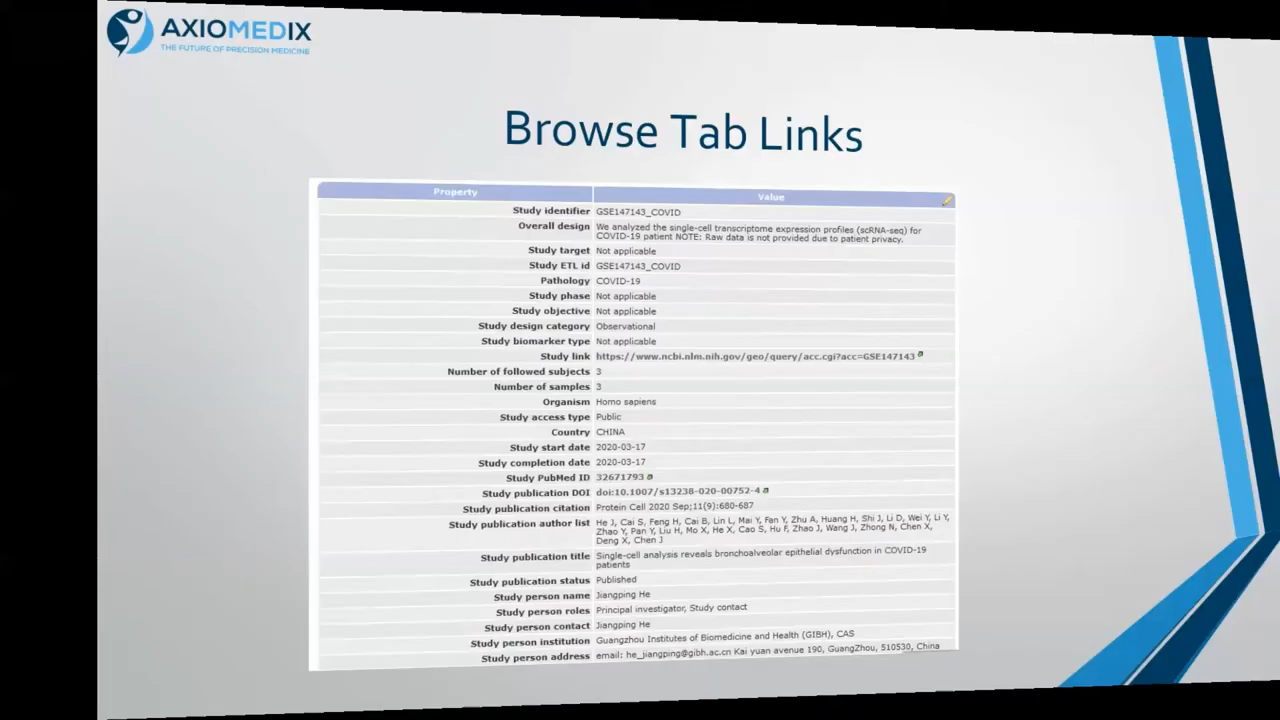 AXIOMEDIX
THE FUTURE OF PRECISION MEDICINE
Browse Tab Links
Property Value
Study identifier GSE147143_COVID
Overall design We analyzed the single-cell transcriptome expression profiles (scRNA-seq) for
COVID-19 patient NOTE: Raw data is not provided due to patient privacy.
Study target Not applicable
Study ETL id GSE147143_COVID
Pathology COVID-19
Study phase Not applicable
Study objective Not applicable
Study design category Observational
Study biomarker type Not applicable
Study link https://www.ncbi.nlm.nih.gov/geo/query/acc.cgi?acc=GSE147143
Number of followed subjects 3
Number of samples 3
Organism Homo sapiens
Study access type Public
Country CHINA
Study start date 2020-03-17
Study completion date 2020-03-17
Study PubMed ID 32671793
Study publication DOI doi:10.1007/s13238-020-00752-4
Study publication citation Protein Cell 2020 Sep;11(9):680-687
Study publication author list He J, Cai S, Feng H, Cai B, Lin L, Mai Y, Fan Y, Zhu A, Huang H, Shi J, Li D, Wei Y, Li Y,
Zhao Y, Pan Y, Liu H, Mo X, He X, Cao S, Hu F, Zhao J, Wang J, Zhong N, Chen X,
Deng X, Chen J
Study publication title Single-cell analysis reveals bronchoalveolar epithelial dysfunction in COVID-19
patients
Study publication status Published
Study person name Jiangping He
Study person roles Principal investigator, Study contact
Study person contact Jiangping He
Study person institution Guangzhou Institutes of Biomedicine and Health (GIBH), CAS
Study person address email: he_jiangping@gibh.ac.cn Kai yuan avenue 190, GuangZhou, 510530, China